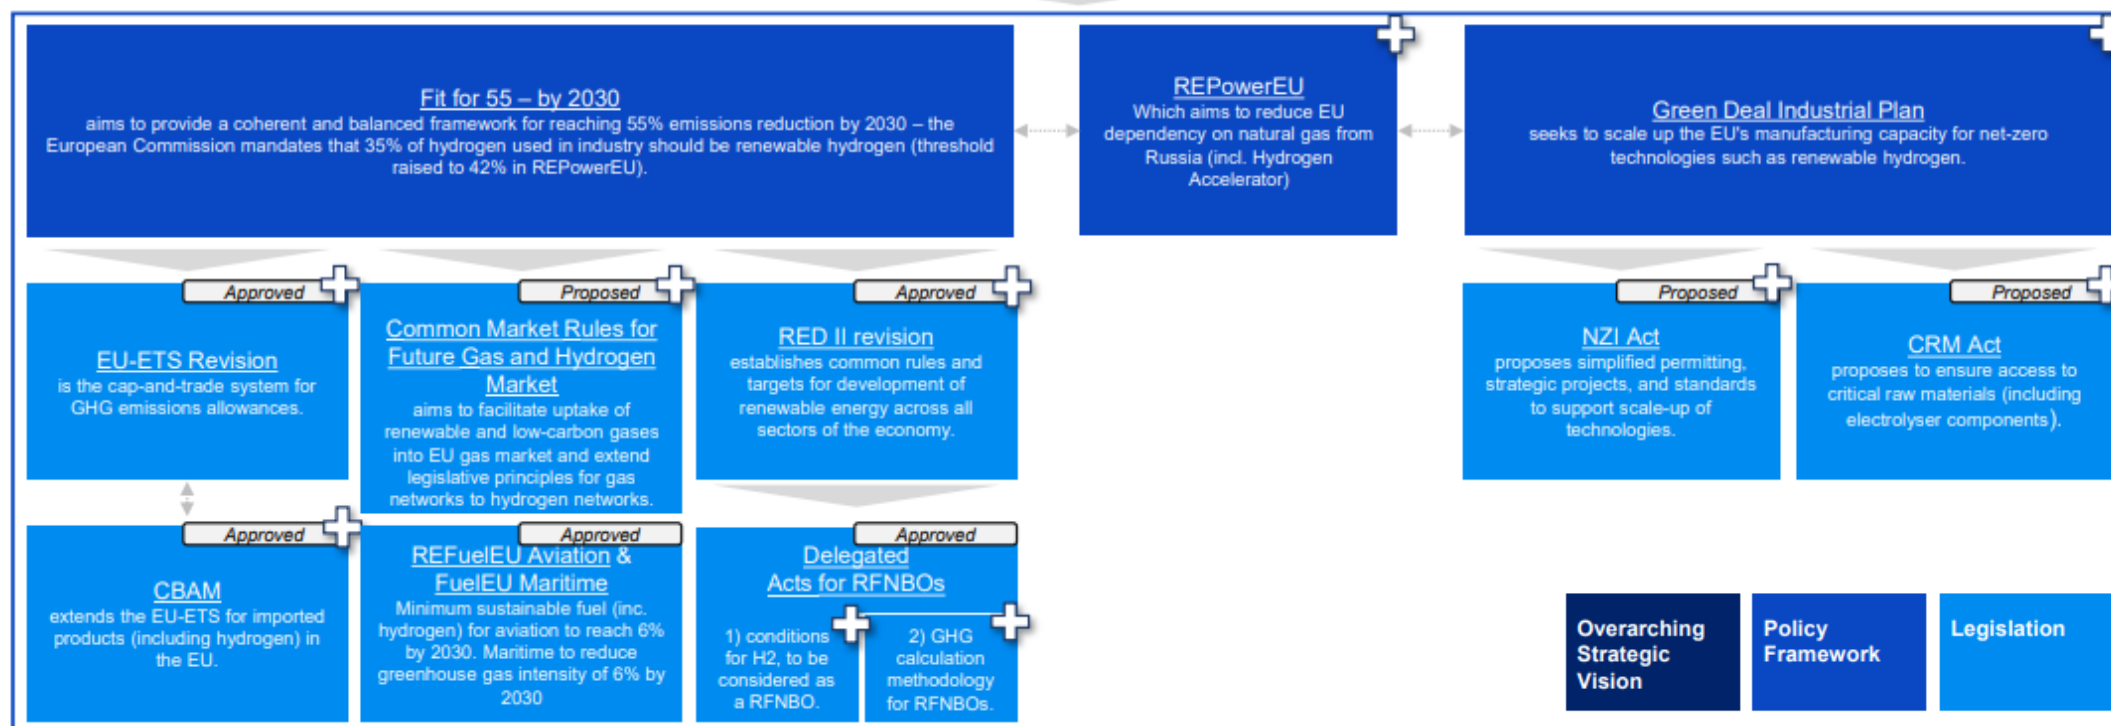 Fit for 55 – by 2030
aims to provide a coherent and balanced framework for reaching 55% emissions reduction by 2030 – the
European Commission mandates that 35% of hydrogen used in industry should be renewable hydrogen (threshold
raised to 42% in REPowerEU).
REPowerEU
Which aims to reduce EU
dependency on natural gas from
Russia (incl. Hydrogen
Accelerator)
Green Deal Industrial Plan
seeks to scale up the EU's manufacturing capacity for net-zero
technologies such as renewable hydrogen.
Approved
EU-ETS Revision
is the cap-and-trade system for
GHG emissions allowances.
Proposed
Common Market Rules for
Future Gas and Hydrogen
Market
aims to facilitate uptake of
renewable and low-carbon gases
into EU gas market and extend
legislative principles for gas
networks to hydrogen networks.
Approved
RED II revision
establishes common rules and
targets for development of
renewable energy across all
sectors of the economy.
Proposed
NZI Act
proposes simplified permitting,
strategic projects, and standards
to support scale-up of
technologies.
Proposed
CRM Act
proposes to ensure access to
critical raw materials (including
electrolyser components).
Approved
CBAM
extends the EU-ETS for imported
products (including hydrogen) in
the EU.
Approved
REFuelEU Aviation &
FuelEU Maritime
Minimum sustainable fuel (inc.
hydrogen) for aviation to reach 6%
by 2030. Maritime to reduce
greenhouse gas intensity of 6% by
2030
Approved
Delegated
Acts for RFNBOs
1) conditions
for H2, to be
considered as
a RFNBO.
2) GHG
calculation
methodology
for RFNBOs.
Overarching
Strategic
Vision
Policy
Framework
Legislation